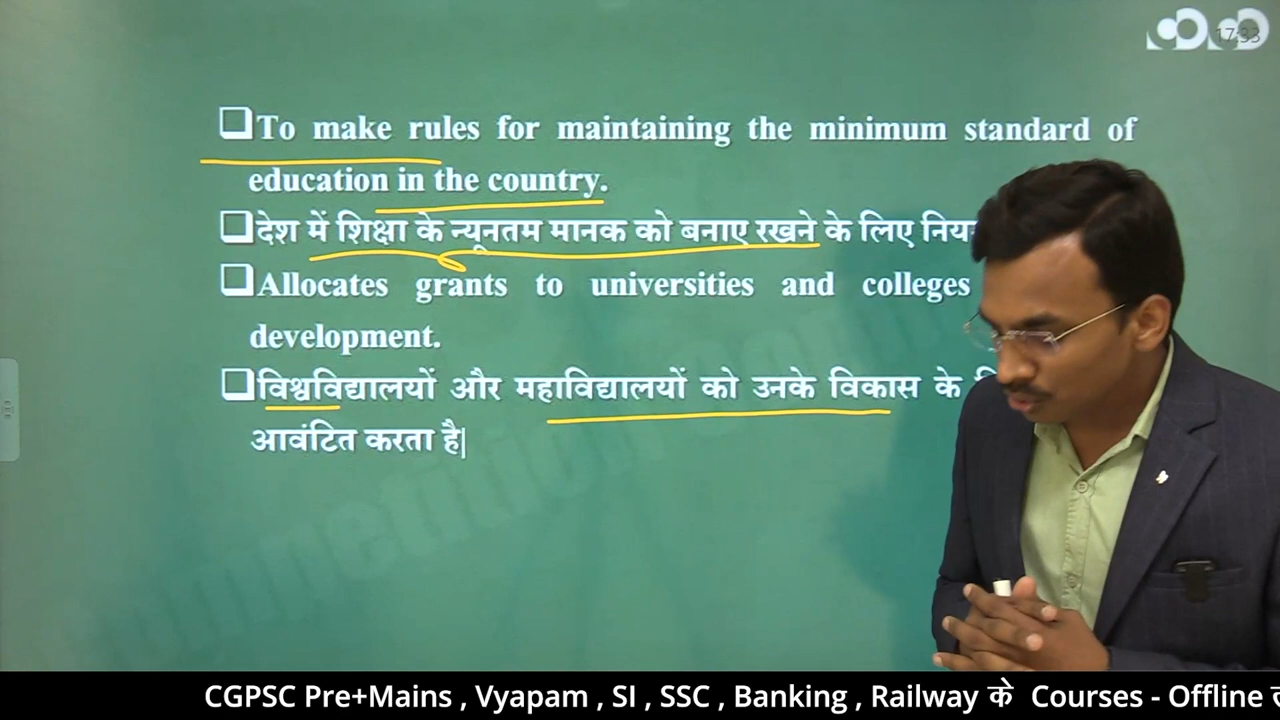 17:33
❑To make rules for maintaining the minimum standard of
education in the country.
❑देश में शिक्षा के न्यूनतम मानक को बनाए रखने के लिए
❑Allocates grants to universities and colleges
development.
❑विश्वविद्यालयों और महाविद्यालयों को उनके विकास के
आवंटित करता है|
CGPSC Pre+Mains , Vyapam , SI , SSC , Banking , Railway के Courses - Offline